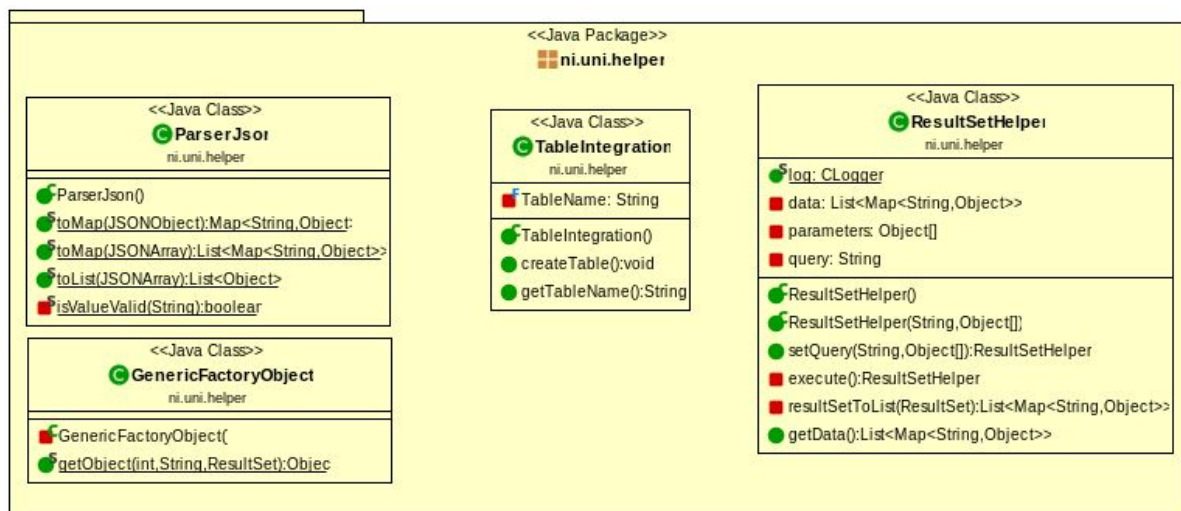 <<Java Package>>
ni.uni.helper
<<Java Class>>
ParserJson
ni.uni.helper
ParserJson()
toMap(JSONObject):Map<String,Object>
toMap(JSONArray):List<Map<String,Object>>
toList(JSONArray):List<Object>
isValueValid(String):boolean
<<Java Class>>
GenericFactoryObject
ni.uni.helper
GenericFactoryObject(
getObject(int,String,ResultSet):Objec
<<Java Class>>
TableIntegration
ni.uni.helper
TableName: String
TableIntegration()
createTable():void
getTableName():String
<<Java Class>>
ResultSetHelper
ni.uni.helper
log: CLogger
data: List<Map<String,Object>>
parameters: Object[]
query: String
ResultSetHelper()
ResultSetHelper(String,Object[])
setQuery(String,Object[]):ResultSetHelper
execute():ResultSetHelper
resultSetToList(ResultSet):List<Map<String,Object>>
getData():List<Map<String,Object>>